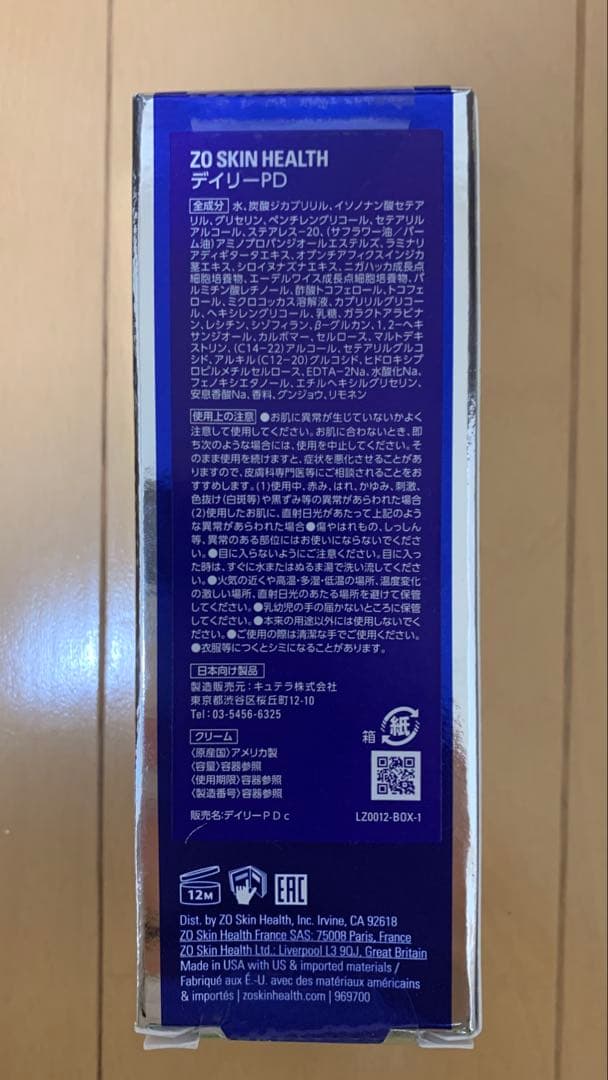 ZO SKIN HEALTH
デイリーPD
全成分 水、炭酸ジカプリリル、イソノナン酸セテア
リル、グリセリン、ペンチレングリコール、セテアリル
アルコール、ステアレス-20、(サフラワー油/パー
ム油)アミノプロパンジオールエステルズ、ラミナリ
アディギタータエキス、オプンチアフィクスインジカ
茎エキス、シロイヌナズナエキス、ニガハッカ成長点
細胞培養物、エーデルワイス成長点細胞培養物、パル
ミチン酸レチノール、酢酸トコフェロール、トコフェ
ロール、ミクロコッカス溶解液、カプリリルグリコー
ル、ヘキシレングリコール、乳糖、ガラクトアラビナ
ン、レシチン、シゾフィラン、β-グルカン、1,2-ヘキ
サンジオール、カルボマー、セルロース、マルトデキ
ストリン、(C14-22)アルコール、セテアリルグルコ
シド、アルキル(C12-20)グルコシド、ヒドロキシプ
ロピルメチルセルロース、EDTA-2Na、水酸化Na、
フェノキシエタノール、エチルヘキシルグリセリン、
安息香酸Na、香料、グンジョウ、リモネン
使用上の注意 ●お肌に異常が生じていないかよく
注意して使用してください。お肌に合わないとき、即
ち次のような場合には、使用を中止してください。そ
のまま使用を続けますと、症状を悪化させることがあ
りますので、皮膚科専門医等にご相談されることをお
すすめします。(1)使用中、赤み、はれ、かゆみ、刺激、
色抜け(白斑等)や黒ずみ等の異常があらわれた場合
(2)使用したお肌に、直射日光があたって上記のよう
な異常があらわれた場合●傷やはれもの、しっしん
等、異常のある部位にはお使いにならないでくださ
い。●目に入らないようにご注意ください。目に入っ
た時は、すぐに水またはぬるま湯で洗い流してくださ
い。●火気の近くや高温・多湿・低温の場所、温度変化
の激しい場所、直射日光のあたる場所を避けて保管
してください。●乳幼児の手の届かないところに保管
してください。●本来の用途以外には使用しないでく
ださい。●ご使用の際は清潔な手でご使用ください。
●衣服等につくとシミになることがあります。
日本向け製品
製造販売元:キュテラ株式会社
東京都渋谷区桜丘町12-10
Tel:03-5456-6325
クリーム
〈原産国〉アメリカ製
〈容量〉容器参照
〈使用期限〉容器参照
〈製造番号〉容器参照
箱 紙
販売名:デイリーPDc LZ0012-BOX-1
12M EAC
Dist. by ZO Skin Health, Inc. Irvine, CA 92618
ZO Skin Health France SAS: 75008 Paris, France
ZO Skin Health Ltd.: Liverpool L3 9QJ, Great Britain
Made in USA with US & imported materials /
Fabriqué aux É.-U. avec des matériaux américains
& importés | zoskinhealth.com | 969700